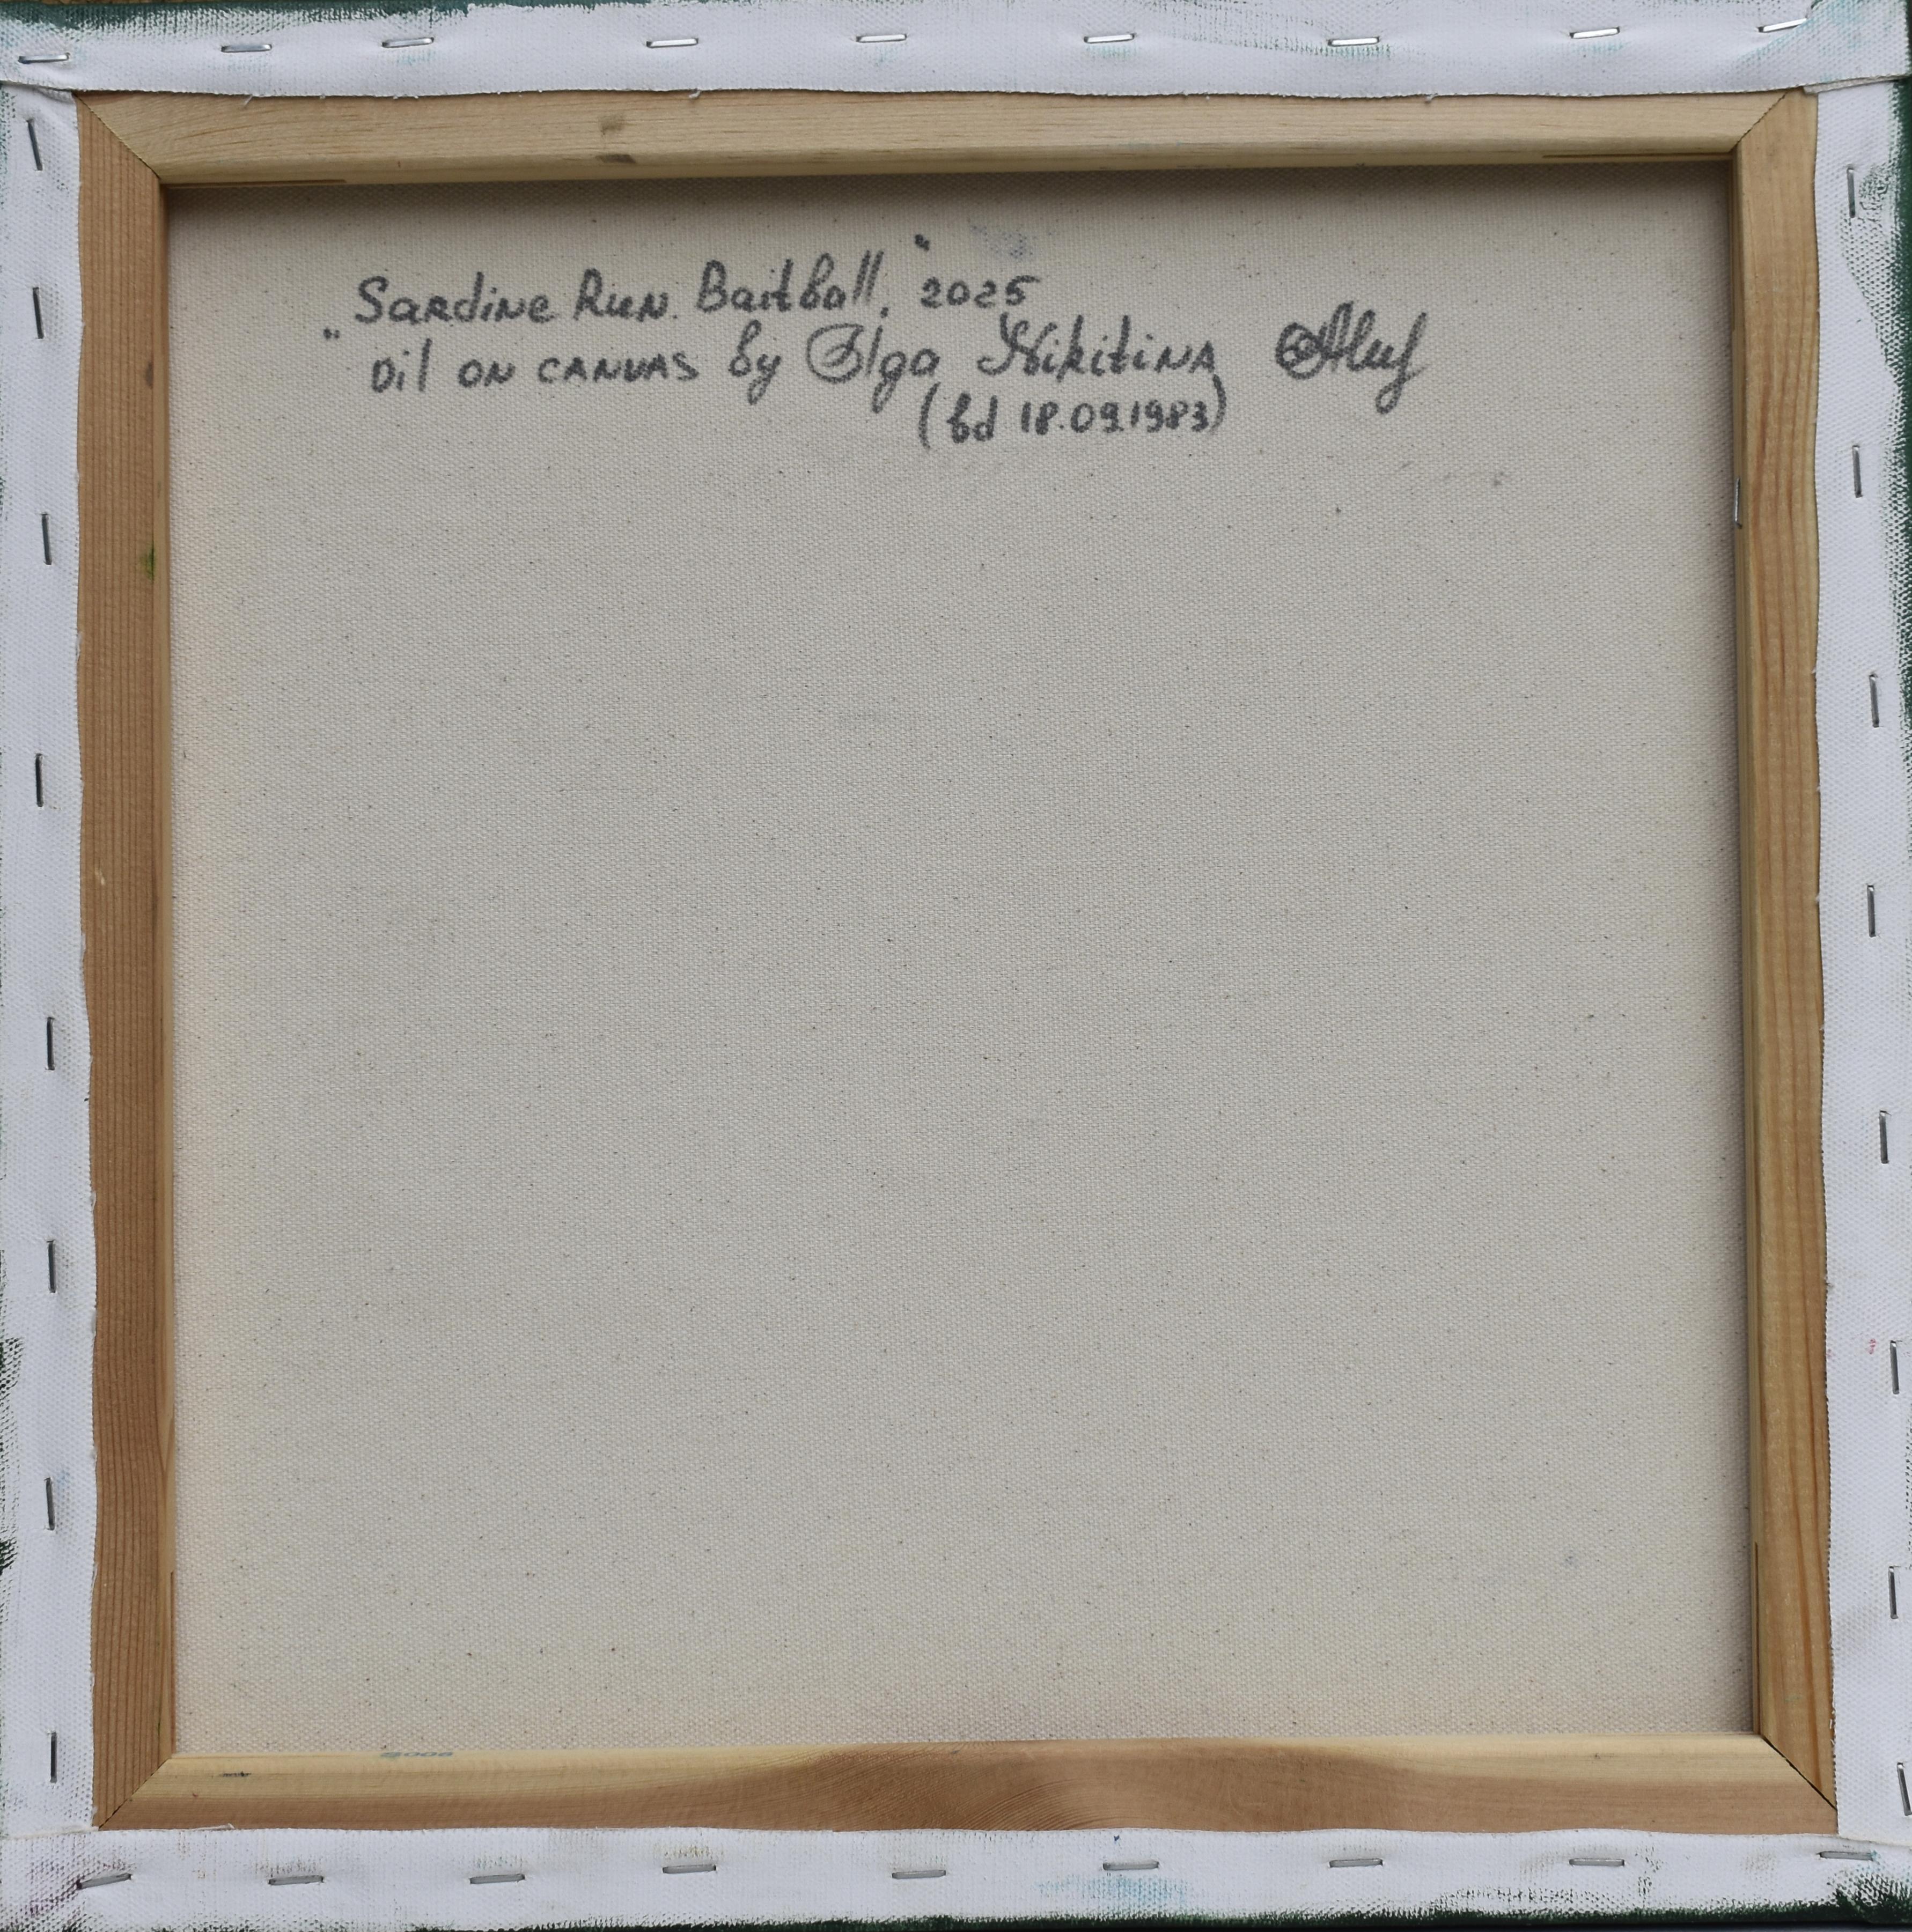 „Sardine Run. Baitball." 2025
oil on canvas by Olga Nikitina
(bd 18.09.1983)